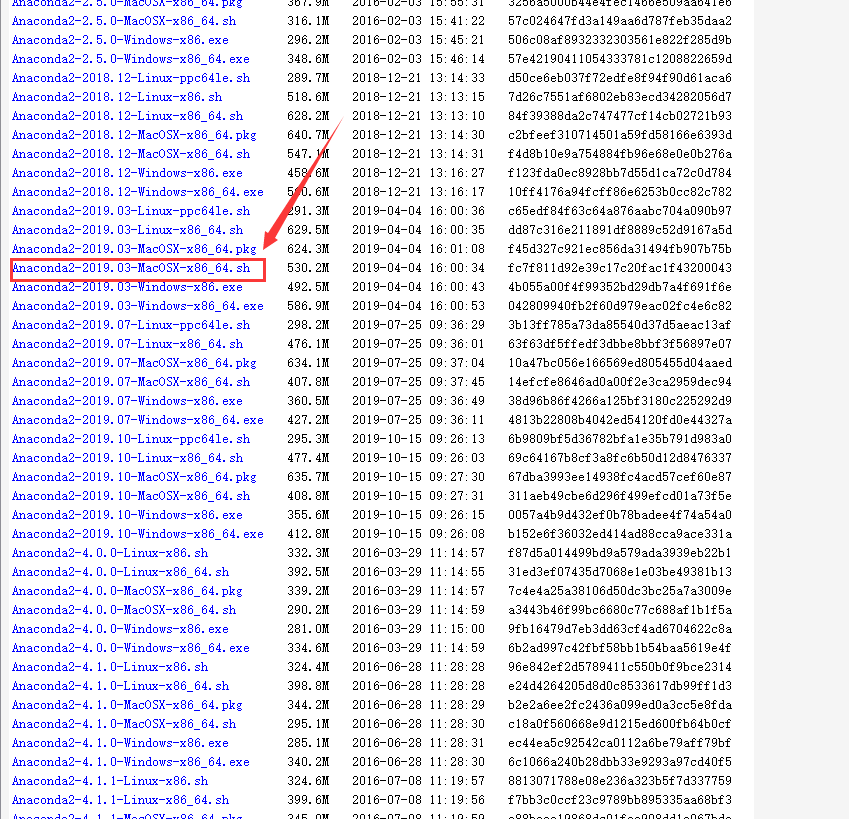 Anaconda2-2.5.0-MacOSX-x86_64.pkg 367.9M 2016-02-03 15:55:31
Anaconda2-2.5.0-MacOSX-x86_64.sh 316.1M 2016-02-03 15:41:22 57c024647fd3a149aa6d787feb35daa2
Anaconda2-2.5.0-Windows-x86.exe 296.2M 2016-02-03 15:45:21 506c08af8932332303561e822f285d9b
Anaconda2-2.5.0-Windows-x86_64.exe 348.6M 2016-02-03 15:46:14 57e42190411054333781c1208822659d
Anaconda2-2018.12-Linux-ppc64le.sh 289.7M 2018-12-21 13:14:33 d50ce6eb037f72edfe8f94f90d61aca6
Anaconda2-2018.12-Linux-x86.sh 518.6M 2018-12-21 13:13:15 7d26c7551af6802eb83ecd34282056d7
Anaconda2-2018.12-Linux-x86_64.sh 628.2M 2018-12-21 13:13:10 84f39388da2c747477cf14cb02721b93
Anaconda2-2018.12-MacOSX-x86_64.pkg 640.7M 2018-12-21 13:14:30 c2bfeef310714501a59fd58166e6393d
Anaconda2-2018.12-MacOSX-x86_64.sh 547.1M 2018-12-21 13:14:31 f4d8b10e9a754884fb96e68e0e0b276a
Anaconda2-2018.12-Windows-x86.exe 458.6M 2018-12-21 13:16:27 f123fda0ec8928bb7d55d1ca72c0d784
Anaconda2-2018.12-Windows-x86_64.exe 560.6M 2018-12-21 13:16:17 10ff4176a94fcff86e6253b0cc82c782
Anaconda2-2019.03-Linux-ppc64le.sh 291.3M 2019-04-04 16:00:36 c65edf84f63c64a876aabc704a090b97
Anaconda2-2019.03-Linux-x86_64.sh 629.5M 2019-04-04 16:00:35 dd87c316e211891df8889c52d9167a5d
Anaconda2-2019.03-MacOSX-x86_64.pkg 624.3M 2019-04-04 16:01:08 f45d327c921ec856da31494fb907b75b
Anaconda2-2019.03-MacOSX-x86_64.sh 530.2M 2019-04-04 16:00:34 fc7f811d92e39c17c20fac1f43200043
Anaconda2-2019.03-Windows-x86.exe 492.5M 2019-04-04 16:00:43 4b055a00f4f99352bd29db7a4f691f6e
Anaconda2-2019.03-Windows-x86_64.exe 586.9M 2019-04-04 16:00:53 042809940fb2f60d979eac02fc4e6c82
Anaconda2-2019.07-Linux-ppc64le.sh 298.2M 2019-07-25 09:36:29 3b13ff785a73da85540d37d5aeac13af
Anaconda2-2019.07-Linux-x86_64.sh 476.1M 2019-07-25 09:36:01 63f63df5ffedf3dbbe8bbf3f56897e07
Anaconda2-2019.07-MacOSX-x86_64.pkg 634.1M 2019-07-25 09:37:04 10a47bc056e166569ed805455d04aaed
Anaconda2-2019.07-MacOSX-x86_64.sh 407.8M 2019-07-25 09:37:45 14efcfe8646ad0a00f2e3ca2959dec94
Anaconda2-2019.07-Windows-x86.exe 360.5M 2019-07-25 09:36:49 38d96b86f4266a125bf3180c225292d9
Anaconda2-2019.07-Windows-x86_64.exe 427.2M 2019-07-25 09:36:11 4813b22808b4042ed54120fd0e44327a
Anaconda2-2019.10-Linux-ppc64le.sh 295.3M 2019-10-15 09:26:13 6b9809bf5d36782bfa1e35b791d983a0
Anaconda2-2019.10-Linux-x86_64.sh 477.4M 2019-10-15 09:26:03 69c64167b8cf3a8fc6b50d12d8476337
Anaconda2-2019.10-MacOSX-x86_64.pkg 635.7M 2019-10-15 09:27:30 67dba3993ee14938fc4acd57cef60e87
Anaconda2-2019.10-MacOSX-x86_64.sh 408.8M 2019-10-15 09:27:31 311aeb49cbe6d296f499efcd01a73f5e
Anaconda2-2019.10-Windows-x86.exe 355.6M 2019-10-15 09:26:15 0057a4b9d432ef0b78badee4f74a54a0
Anaconda2-2019.10-Windows-x86_64.exe 412.8M 2019-10-15 09:26:08 b152e6f36032ed414ad88cca9ace331a
Anaconda2-4.0.0-Linux-x86.sh 332.3M 2016-03-29 11:14:57 f87d5a014499bd9a579ada3939eb22b1
Anaconda2-4.0.0-Linux-x86_64.sh 392.5M 2016-03-29 11:14:55 31ed3ef07435d7068e1e03be49381b13
Anaconda2-4.0.0-MacOSX-x86_64.pkg 339.2M 2016-03-29 11:14:57 7c4e4a25a38106d50dc3bc25a7a3009e
Anaconda2-4.0.0-MacOSX-x86_64.sh 290.2M 2016-03-29 11:14:59 a3443b46f99bc6680c77c688af1b1f5a
Anaconda2-4.0.0-Windows-x86.exe 281.0M 2016-03-29 11:15:00 9fb16479d7eb3dd63cf4ad6704622c8a
Anaconda2-4.0.0-Windows-x86_64.exe 334.6M 2016-03-29 11:14:59 6b2ad997c42fbf58bb1b54baa5619e4f
Anaconda2-4.1.0-Linux-x86.sh 324.4M 2016-06-28 11:28:28 96e842ef2d5789411c550b0f9bce2314
Anaconda2-4.1.0-Linux-x86_64.sh 398.8M 2016-06-28 11:28:28 e24d4264205d8d0c8533617db99ff1d3
Anaconda2-4.1.0-MacOSX-x86_64.pkg 344.2M 2016-06-28 11:28:29 b2e2a6ee2fc2436a099ed0a3cc5e8fda
Anaconda2-4.1.0-MacOSX-x86_64.sh 295.1M 2016-06-28 11:28:30 c18a0f560668e9d1215ed600fb64b0cf
Anaconda2-4.1.0-Windows-x86.exe 285.1M 2016-06-28 11:28:31 ec44ea5c92542ca0112a6be79aff79bf
Anaconda2-4.1.0-Windows-x86_64.exe 340.2M 2016-06-28 11:28:30 6c1066a240b28dbb33e9293a97cd40f5
Anaconda2-4.1.1-Linux-x86.sh 324.6M 2016-07-08 11:19:57 8813071788e08e236a323b5f7d337759
Anaconda2-4.1.1-Linux-x86_64.sh 399.6M 2016-07-08 11:19:56 f7bb3c0ccf23c9789bb895335aa68bf3